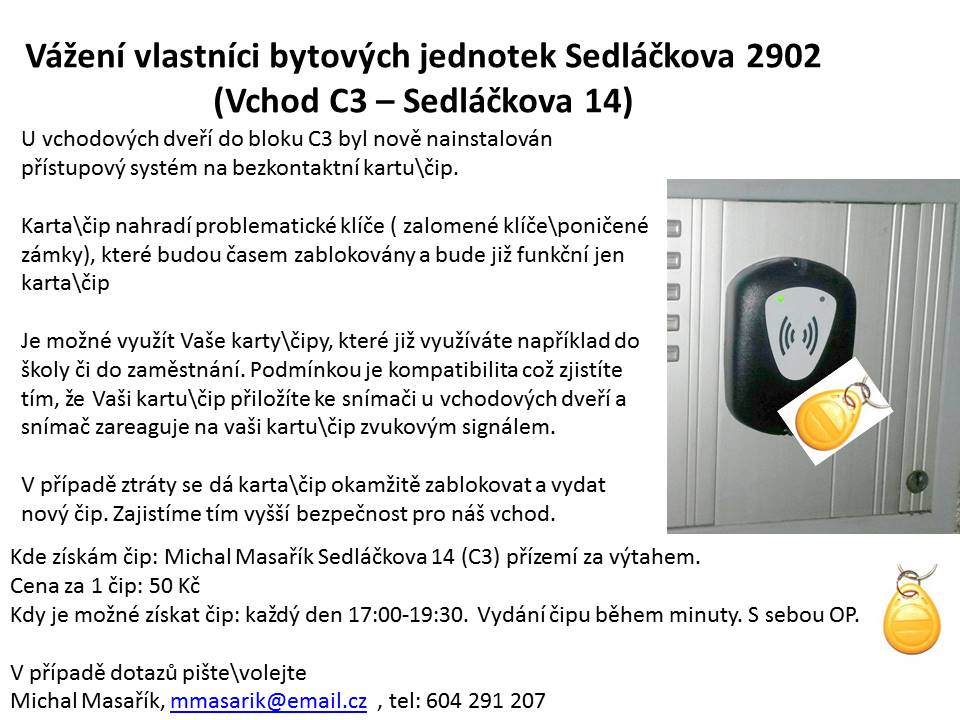 Vážení vlastníci bytových jednotek Sedláčkova 2902
(Vchod C3 – Sedláčkova 14)
U vchodových dveří do bloku C3 byl nově nainstalován
přístupový systém na bezkontaktní kartu\čip.
Karta\čip nahradí problematické klíče ( zalomené klíče\poničené
zámky), které budou časem zablokovány a bude již funkční jen
karta\čip
Je možné využít Vaše karty\čipy, které již využíváte například do
školy či do zaměstnání. Podmínkou je kompatibilita což zjistíte
tím, že Vaši kartu\čip přiložíte ke snímači u vchodových dveří a
snímač zareaguje na vaši kartu\čip zvukovým signálem.
V případě ztráty se dá karta\čip okamžitě zablokovat a vydat
nový čip. Zajistíme tím vyšší bezpečnost pro náš vchod.
Kde získám čip: Michal Masařík Sedláčkova 14 (C3) přízemí za výtahem.
Cena za 1 čip: 50 Kč
Kdy je možné získat čip: každý den 17:00-19:30. Vydání čipu během minuty. S sebou OP.
V případě dotazů pište\volejte
Michal Masařík, mmasarik@email.cz , tel: 604 291 207